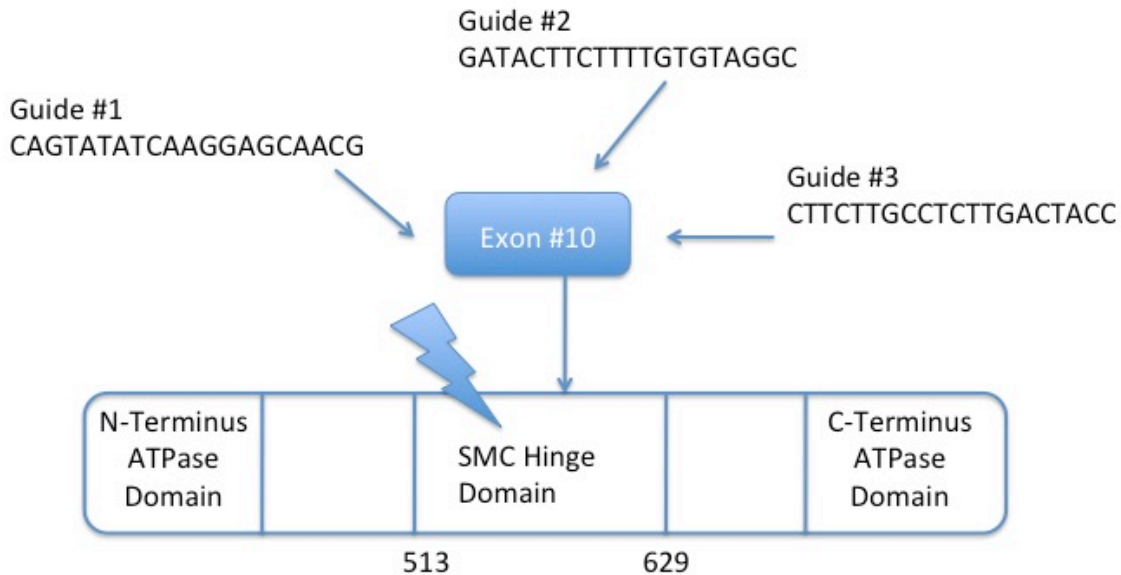 Guide #2
GATACTTCTTTTGTGTAGGC
Guide #1
CAGTATATCAAGGAGCAACG
Guide #3
CTTCTTGCCTCTTGACTACC
Exon #10
N-Terminus
ATPase
Domain
SMC Hinge
Domain
C-Terminus
ATPase
Domain
513
629